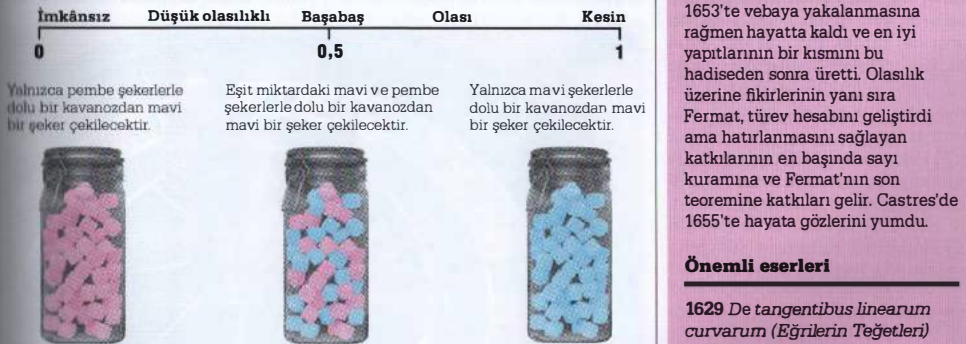 İmkânsız Düşük olasılıklı Başabaş Olası Kesin
0 0,5 1
Yalnızca pembe şekerlerle
dolu bir kavanozdan mavi
bir şeker çekilecektir.
Eşit miktardaki mavi ve pembe
şekerlerle dolu bir kavanozdan
mavi bir şeker çekilecektir.
Yalnızca mavi şekerlerle
dolu bir kavanozdan mavi
bir şeker çekilecektir.
1653'te vebaya yakalanmasına
rağmen hayatta kaldı ve en iyi
yapıtlarının bir kısmını bu
hadiseden sonra üretti. Olasılık
üzerine fikirlerinin yanı sıra
Fermat, türev hesabını geliştirdi
ama hatırlanmasını sağlayan
katkılarının en başında sayı
kuramına ve Fermat'nın son
teoremine katkıları gelir. Castres'de
1655'te hayata gözlerini yumdu.
Önemli eserleri
1629 De tangentibus linearum
curvarum (Eğrilerin Teğetleri)